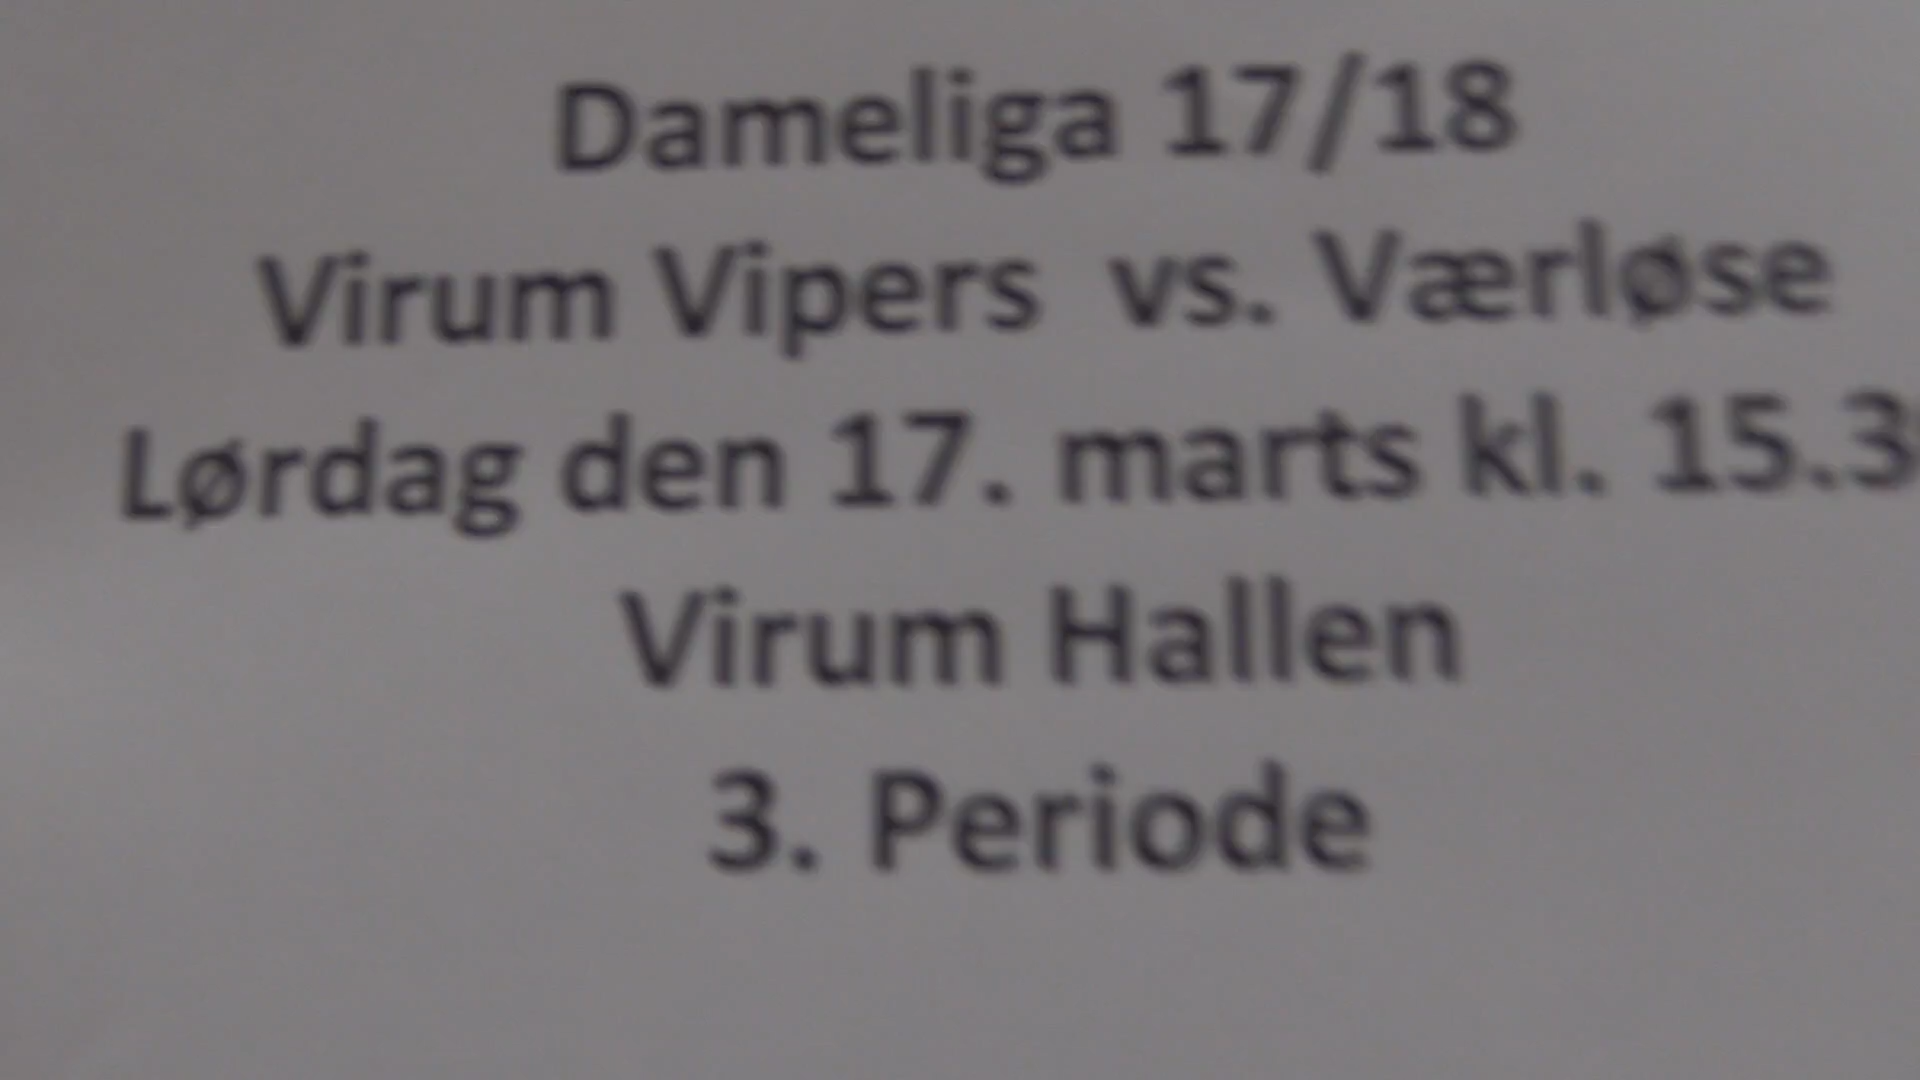 Dameliga 17/18
Virum Vipers vs. Værløse
Lørdag den 17. marts kl. 15.3
Virum Hallen
3. Periode